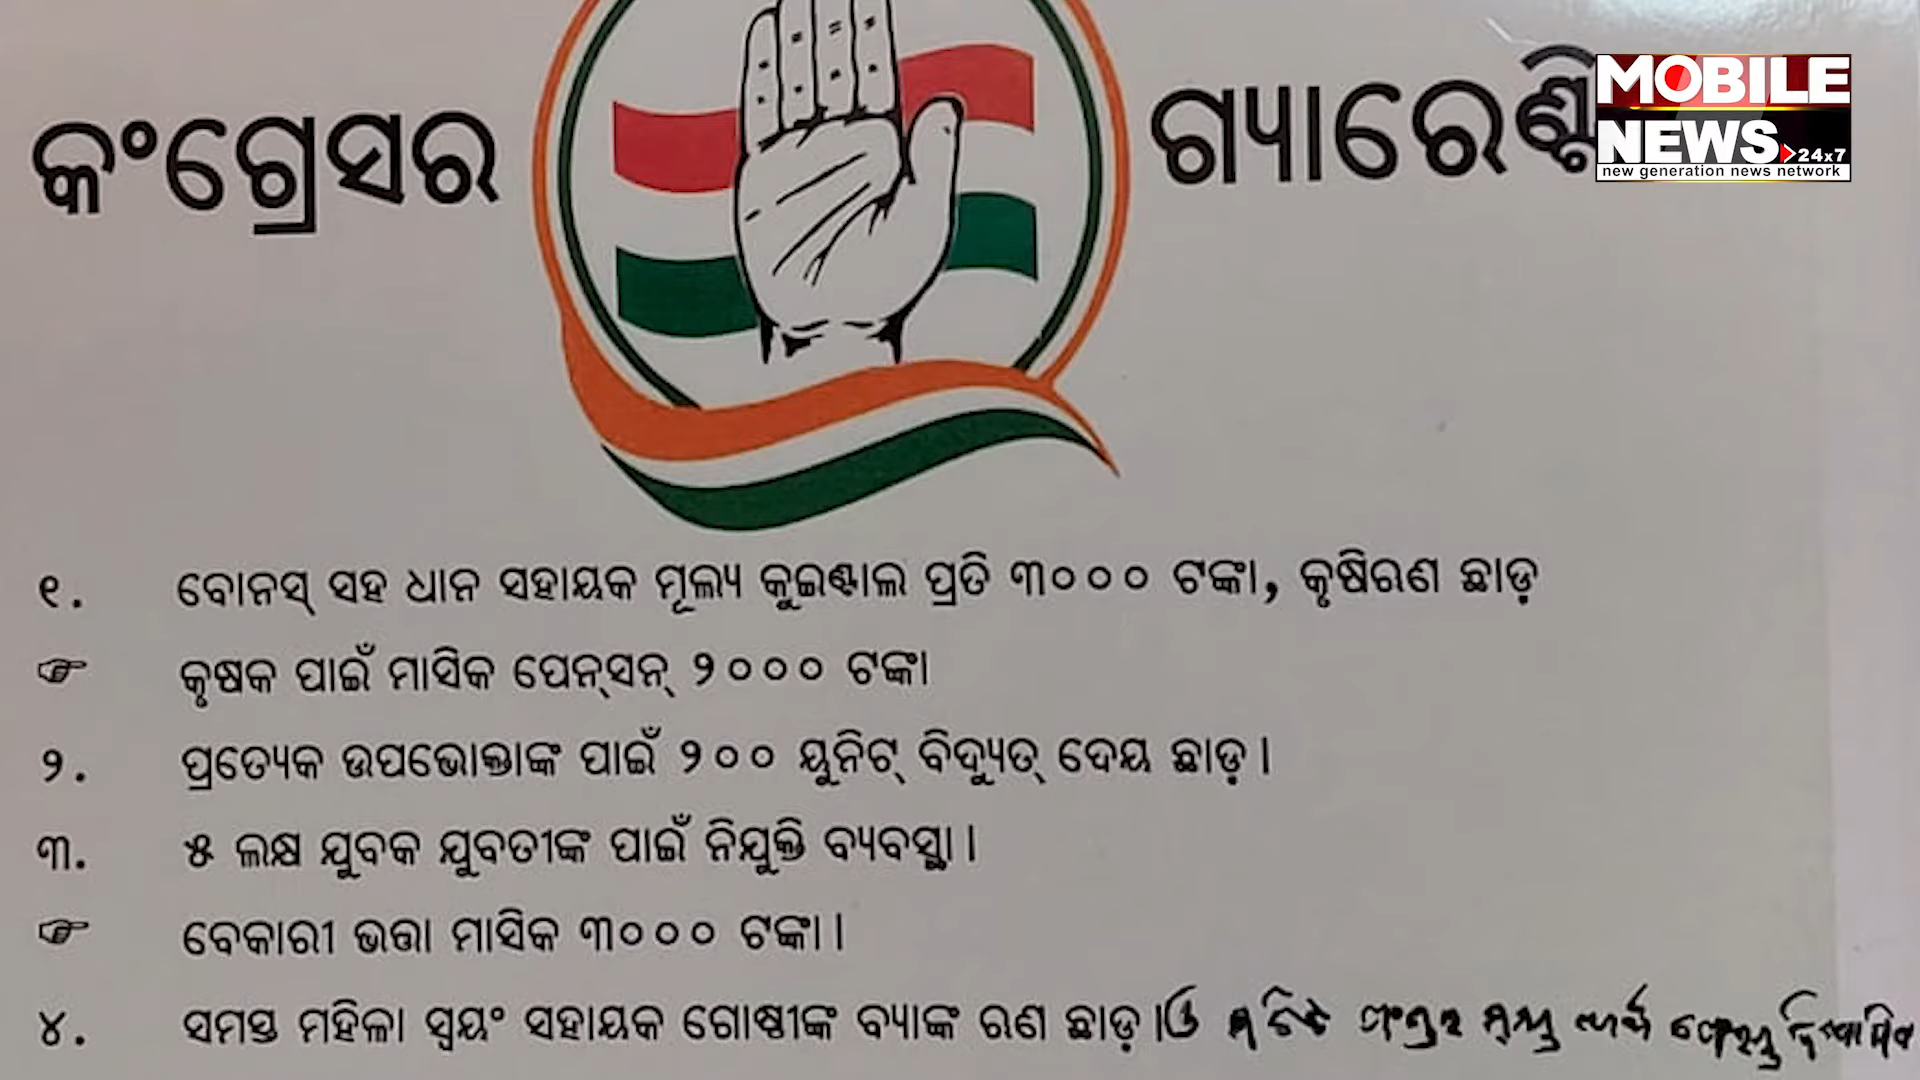 କଂଗ୍ରେସର ଗ୍ୟାରେଣ୍ଟି
MOBILE
NEWS 24x7
new generation news network
୧. ବୋନସ୍ ସହ ଧାନ ସହାୟକ ମୂଲ୍ୟ କୁଇଣ୍ଟାଲ ପ୍ରତି ୩୦୦୦ ଟଙ୍କା, କୃଷିଋଣ ଛାଡ଼
☞ କୃଷକ ପାଇଁ ମାସିକ ପେନ୍‌ସନ୍ ୨୦୦୦ ଟଙ୍କା
୨. ପ୍ରତ୍ୟେକ ଉପଭୋକ୍ତାଙ୍କ ପାଇଁ ୨୦୦ ୟୁନିଟ୍ ବିଦ୍ୟୁତ୍ ଦେୟ ଛାଡ଼।
୩. ୫ ଲକ୍ଷ ଯୁବକ ଯୁବତୀଙ୍କ ପାଇଁ ନିଯୁକ୍ତି ବ୍ୟବସ୍ଥା।
☞ ବେକାରୀ ଭତ୍ତା ମାସିକ ୩୦୦୦ ଟଙ୍କା।
୪. ସମସ୍ତ ମହିଳା ସ୍ୱୟଂ ସହାୟକ ଗୋଷ୍ଠୀଙ୍କ ବ୍ୟାଙ୍କ ଋଣ ଛାଡ଼।ଓ